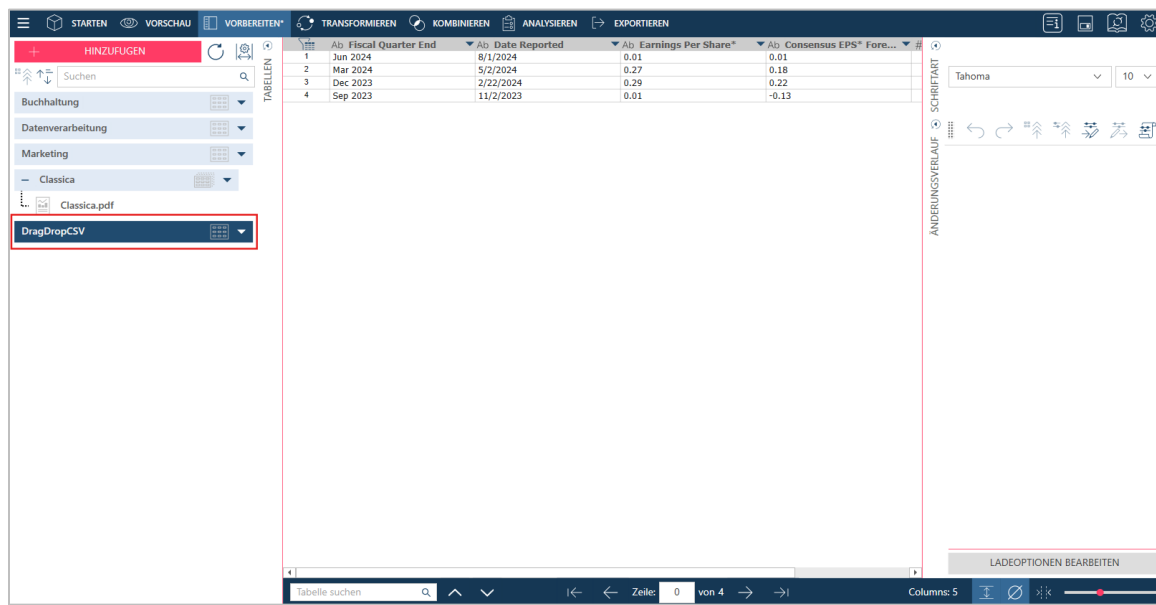 STARTEN VORSCHAU VORBEREITEN* TRANSFORMIEREN KOMBINIEREN ANALYSIEREN EXPORTIEREN
HINZUFÜGEN
Suchen
Buchhaltung
Datenverarbeitung
Marketing
Classica
Classica.pdf
DragDropCSV
TABELLEN
Ab Fiscal Quarter End Ab Date Reported Ab Earnings Per Share* Ab Consensus EPS* Fore... #
1 Jun 2024 8/1/2024 0.01 0.01
2 Mar 2024 5/2/2024 0.27 0.18
3 Dec 2023 2/22/2024 0.29 0.22
4 Sep 2023 11/2/2023 0.01 -0.13
SCHRIFTART
Tahoma 10
ÄNDERUNGSVERLAUF
LADEOPTIONEN BEARBEITEN
Tabelle suchen Zeile: 0 von 4 Columns: 5